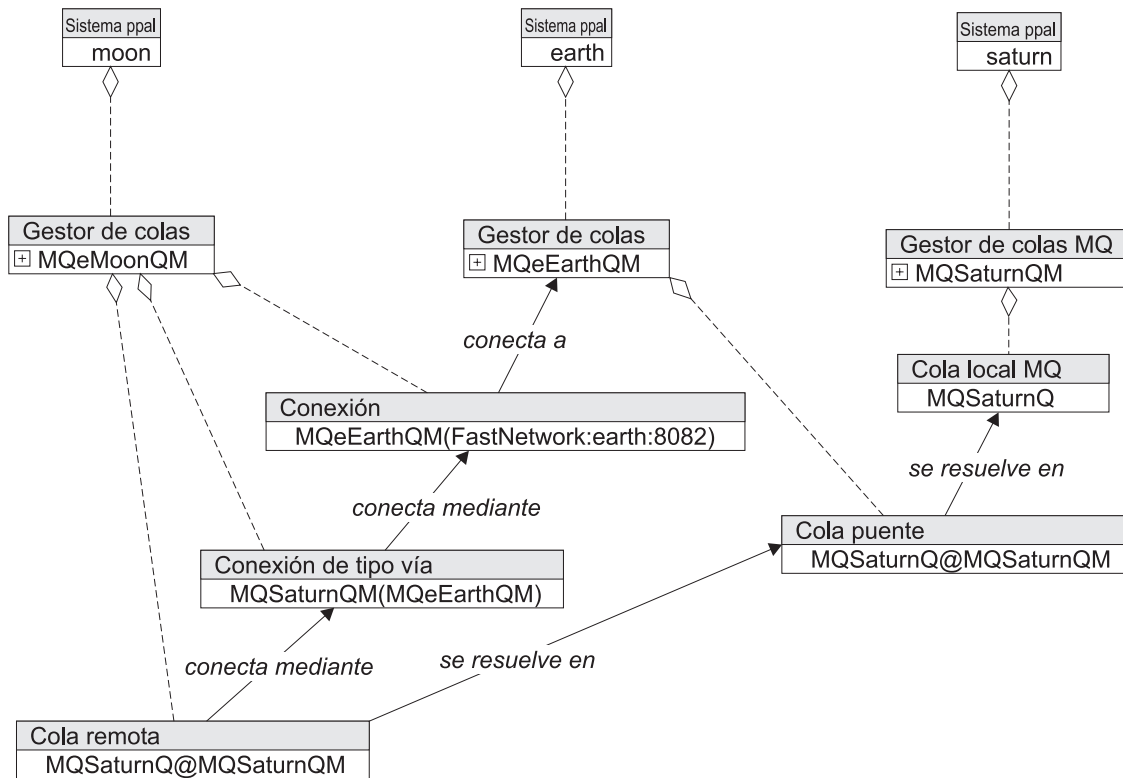 Sistema ppal
moon
Sistema ppal
earth
Sistema ppal
saturn
Gestor de colas
MQeMoonQM
Gestor de colas
MQeEarthQM
Gestor de colas MQ
MQSaturnQM
conecta a
Cola local MQ
MQSaturnQ
Conexión
MQeEarthQM(FastNetwork:earth:8082)
se resuelve en
conecta mediante
Cola puente
MQSaturnQ@MQSaturnQM
Conexión de tipo vía
MQSaturnQM(MQeEarthQM)
conecta mediante
se resuelve en
Cola remota
MQSaturnQ@MQSaturnQM